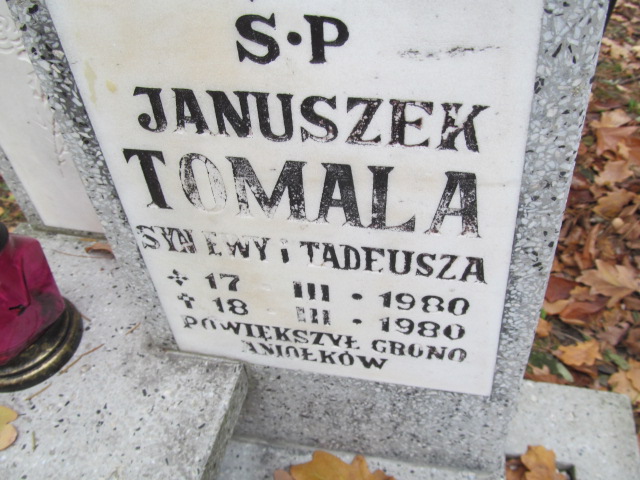 S·P
JANUSZEK
TOMALA
SYN EWY i TADEUSZA
17 III · 1980
18 III · 1980
POWIĘKSZYŁ GRONO
ANIOŁKÓW